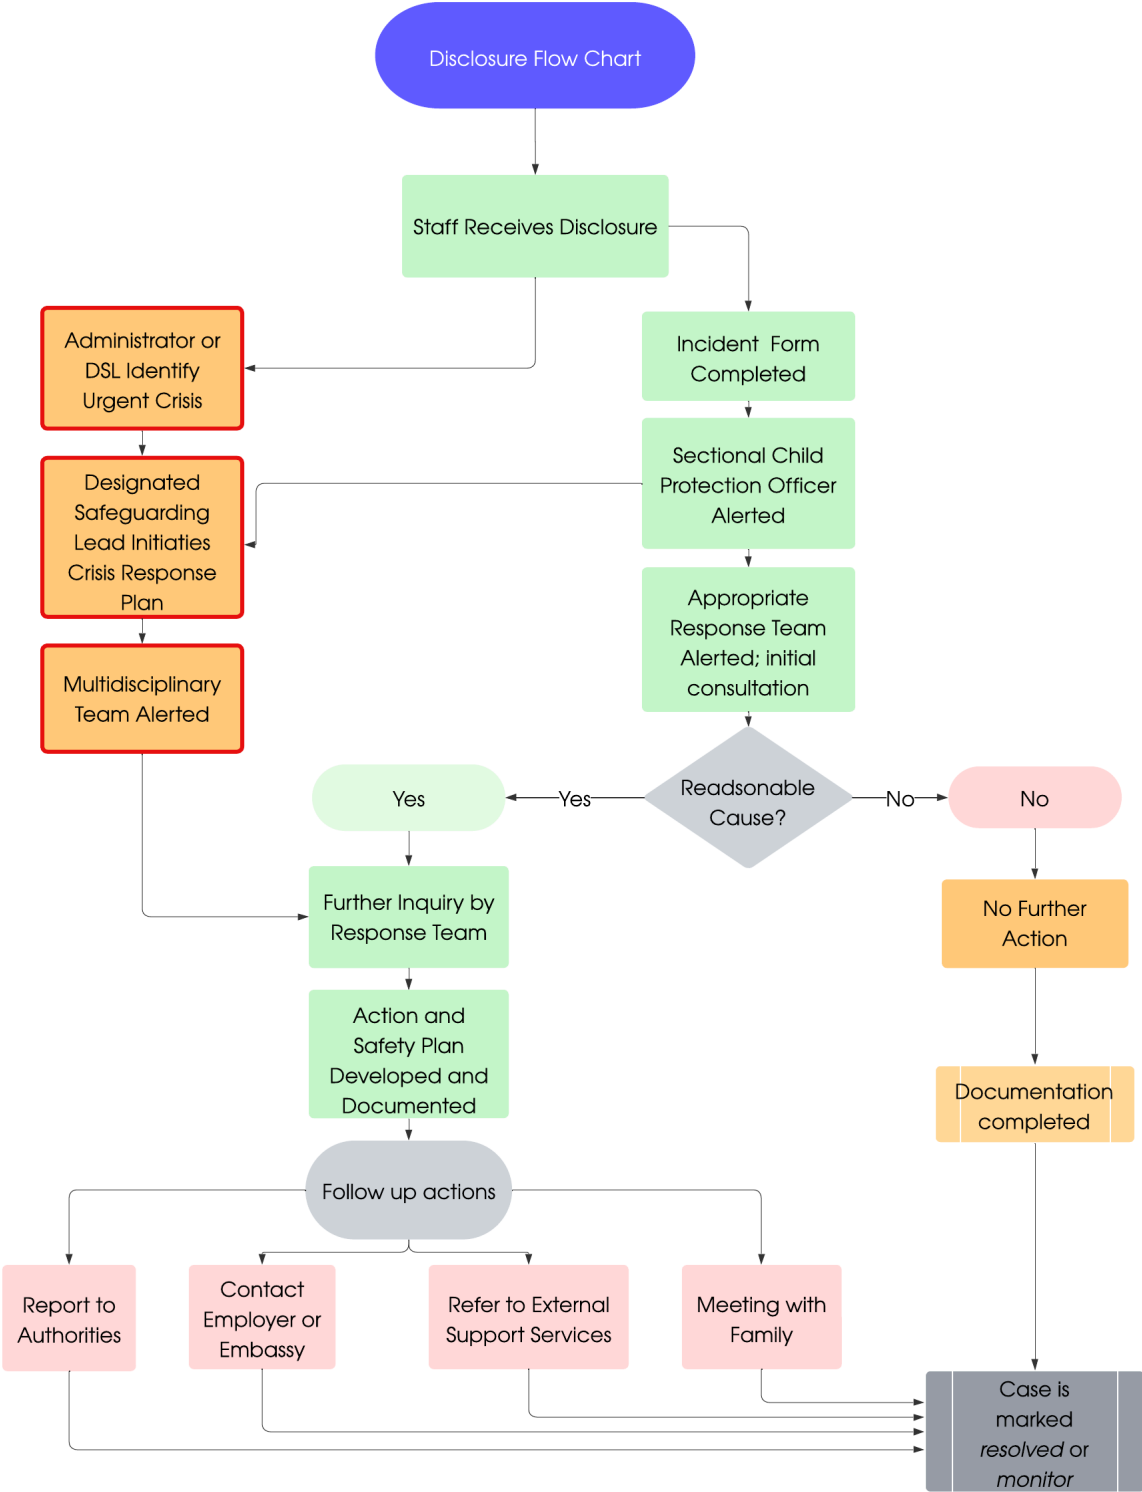 Disclosure Flow Chart
Staff Receives Disclosure
Administrator or
DSL Identify
Urgent Crisis
Incident Form
Completed
Designated
Safeguarding
Lead Initiaties
Crisis Response
Plan
Sectional Child
Protection Officer
Alerted
Multidisciplinary
Team Alerted
Appropriate
Response Team
Alerted; initial
consultation
Readsonable
Cause?
Yes
Yes
No
No
Further Inquiry by
Response Team
No Further
Action
Action and
Safety Plan
Developed and
Documented
Documentation
completed
Follow up actions
Report to
Authorities
Contact
Employer or
Embassy
Refer to External
Support Services
Meeting with
Family
Case is
marked
resolved or
monitor